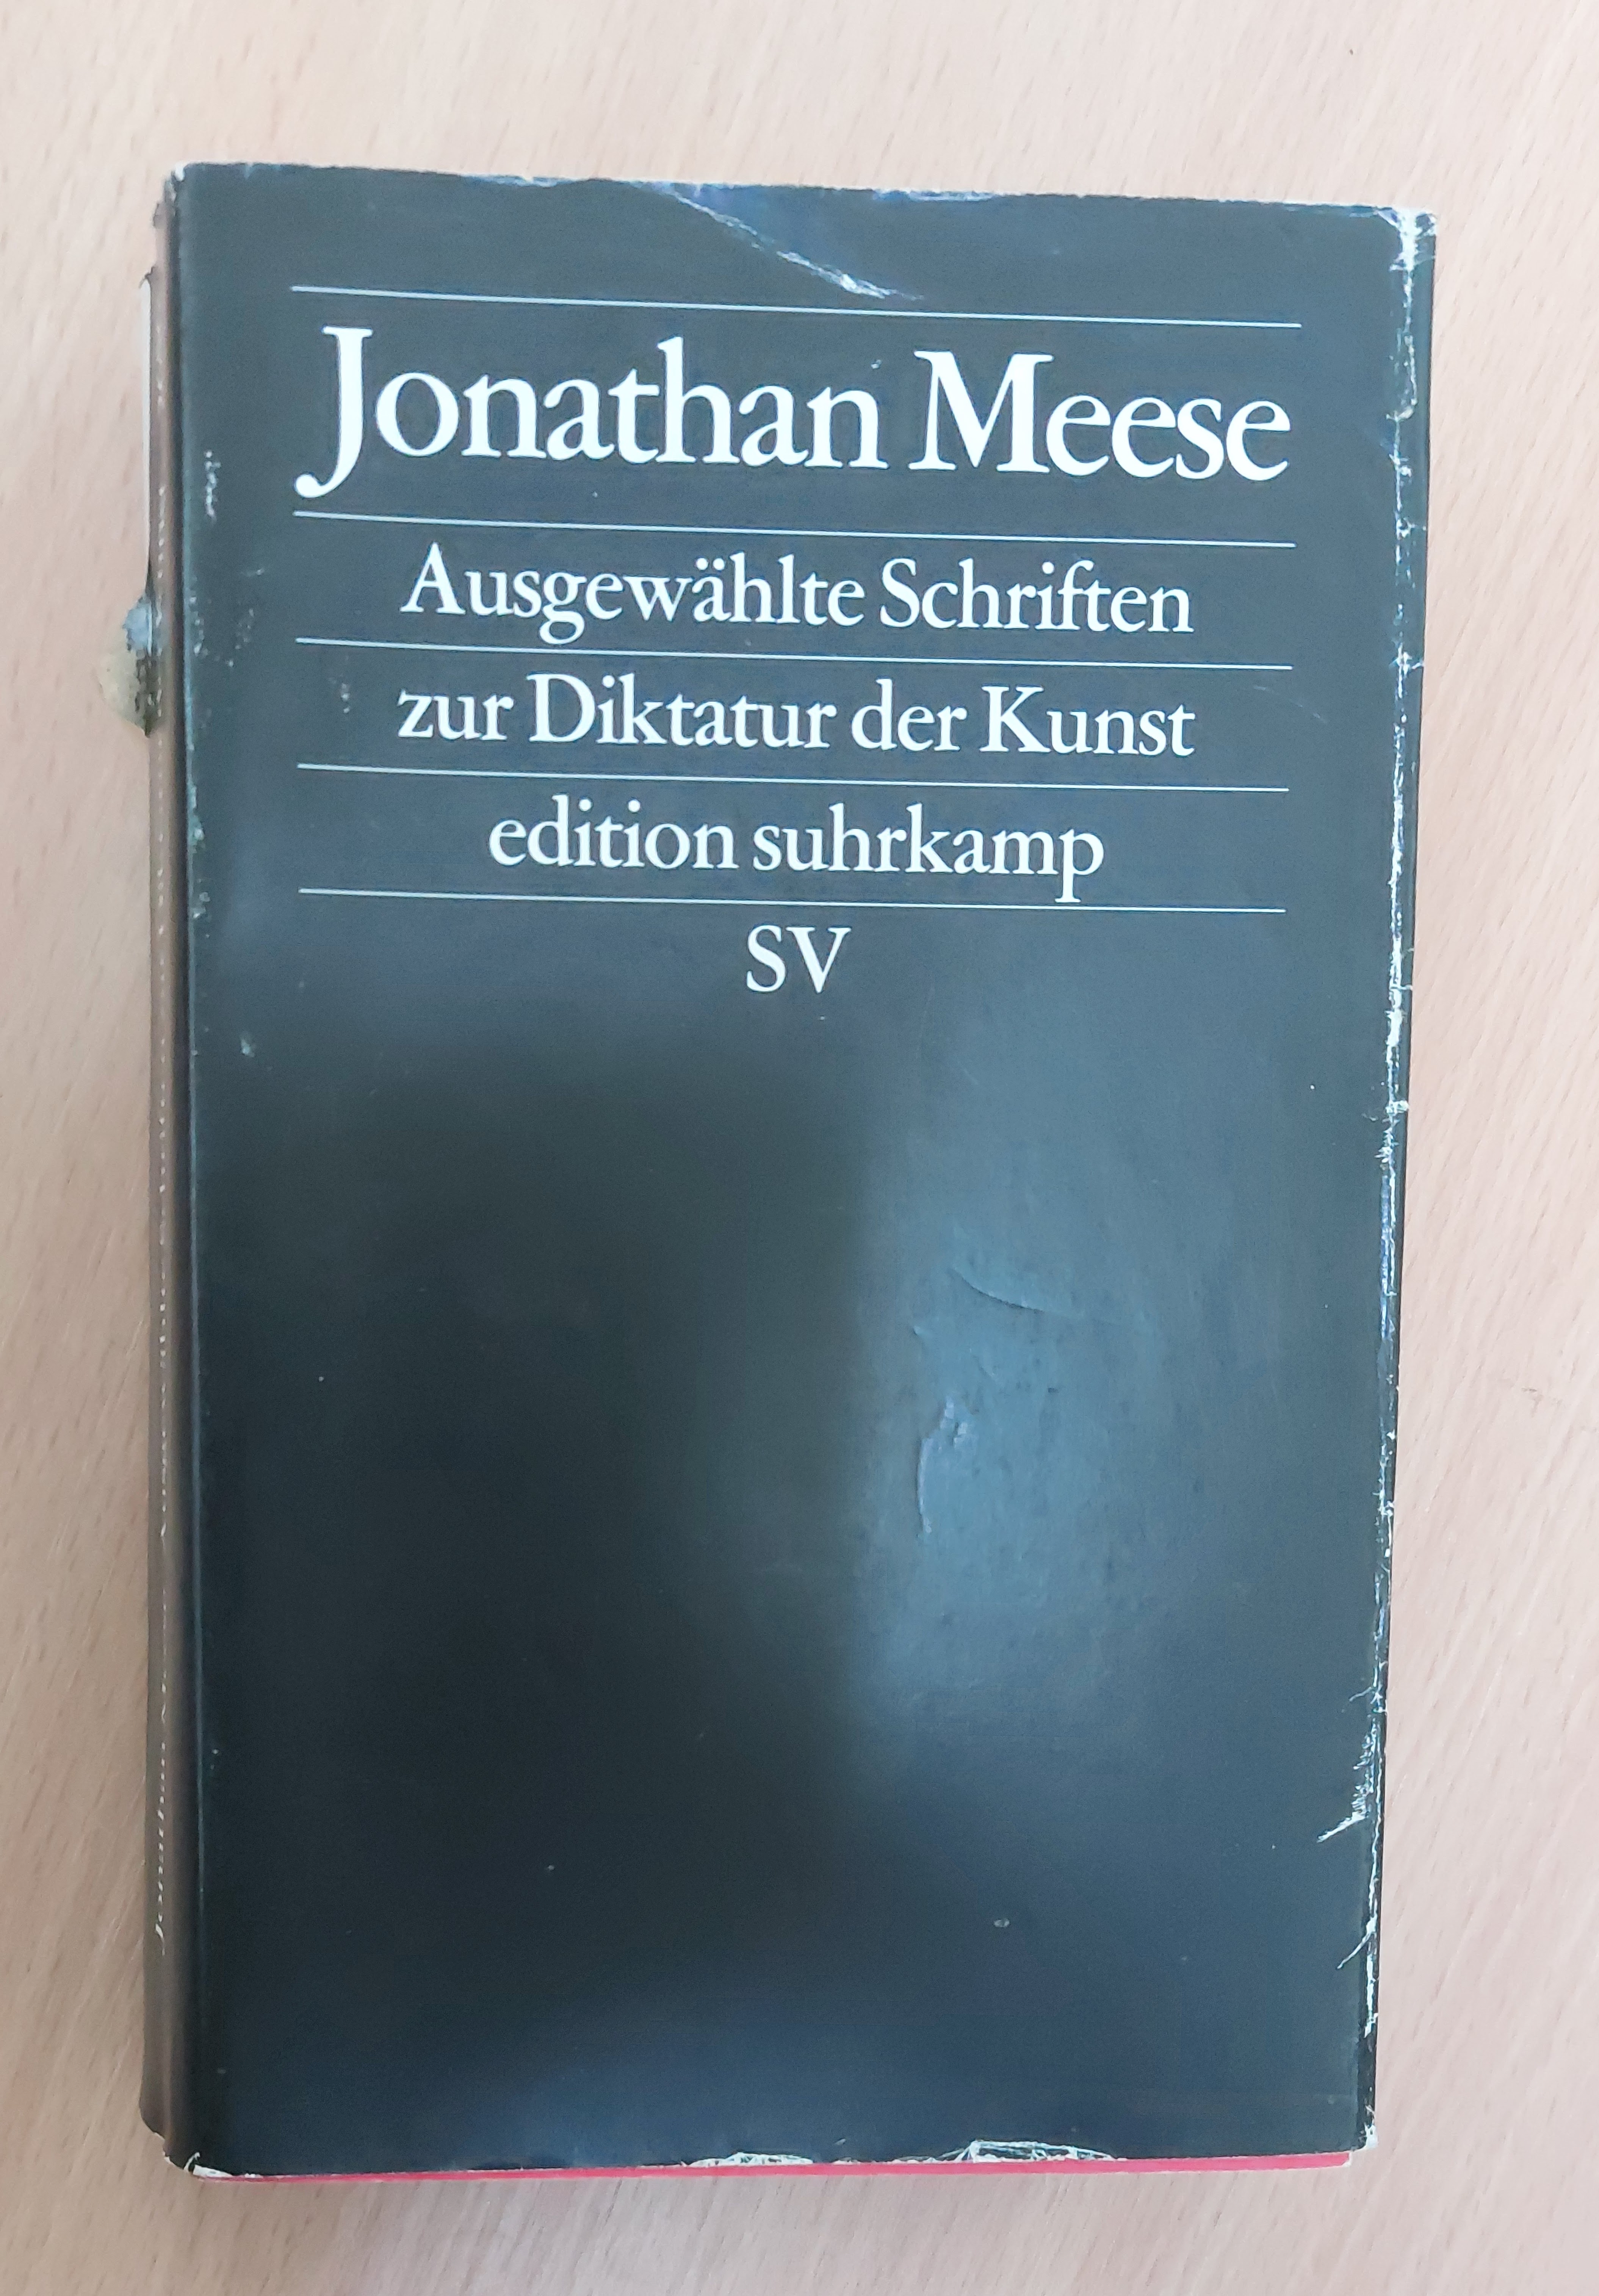 Jonathan Meese
Ausgewählte Schriften
zur Diktatur der Kunst
edition suhrkamp
SV